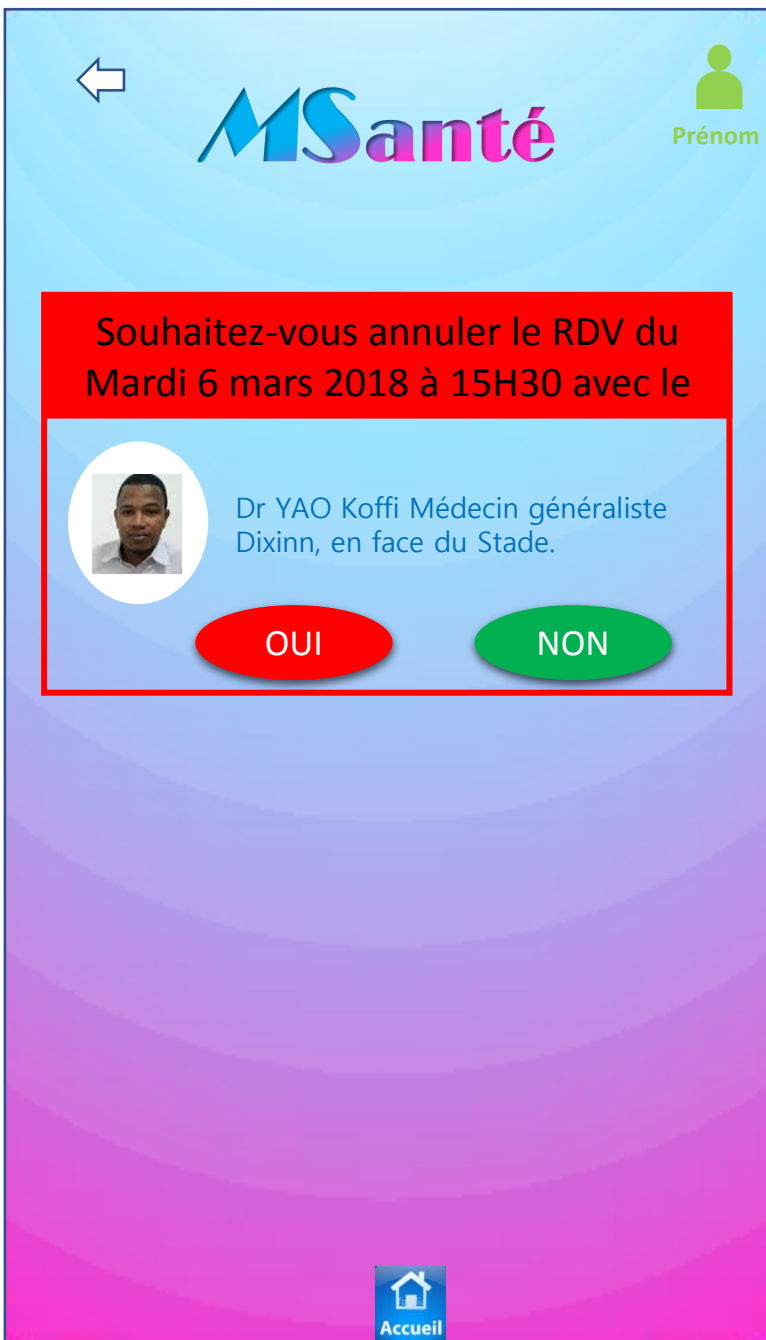 MSanté
Prénom
Souhaitez-vous annuler le RDV du
Mardi 6 mars 2018 à 15H30 avec le
Dr YAO Koffi Médecin généraliste
Dixinn, en face du Stade.
OUI
NON
Accueil